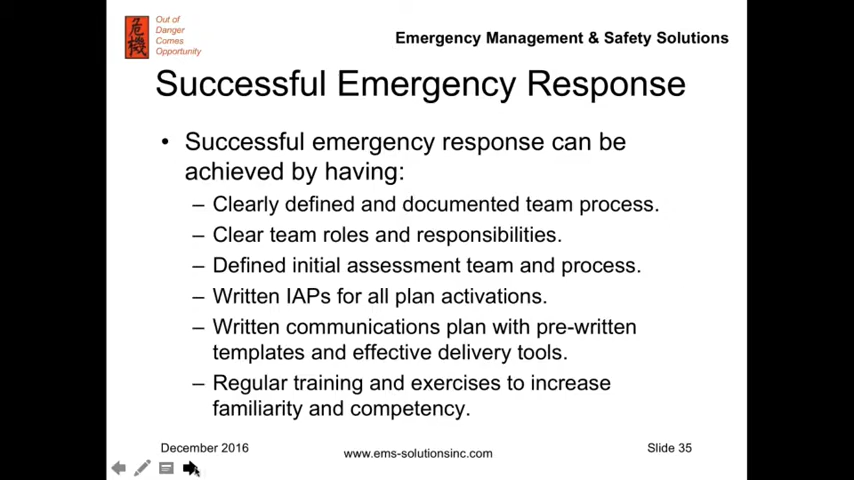 危機
Out of
Danger
Comes
Opportunity
Emergency Management & Safety Solutions
Successful Emergency Response
• Successful emergency response can be
achieved by having:
– Clearly defined and documented team process.
– Clear team roles and responsibilities.
– Defined initial assessment team and process.
– Written IAPs for all plan activations.
– Written communications plan with pre-written
templates and effective delivery tools.
– Regular training and exercises to increase
familiarity and competency.
December 2016
www.ems-solutionsinc.com
Slide 35